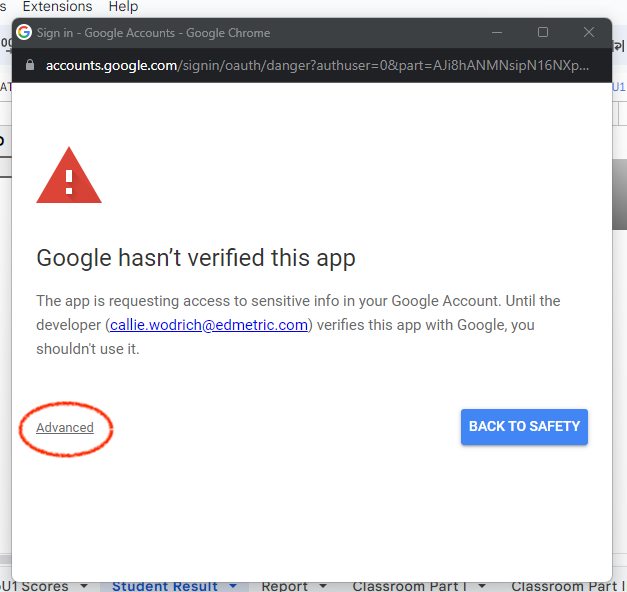 Extensions Help
Sign in - Google Accounts - Google Chrome
accounts.google.com/signin/oauth/danger?authuser=0&part=AJi8hANMNsipN16NXp...
U1
Google hasn’t verified this app
The app is requesting access to sensitive info in your Google Account. Until the
developer (callie.wodrich@edmetric.com) verifies this app with Google, you
shouldn't use it.
Advanced
BACK TO SAFETY
U1 Scores Student Result Report Classroom Part I Classroom Part I